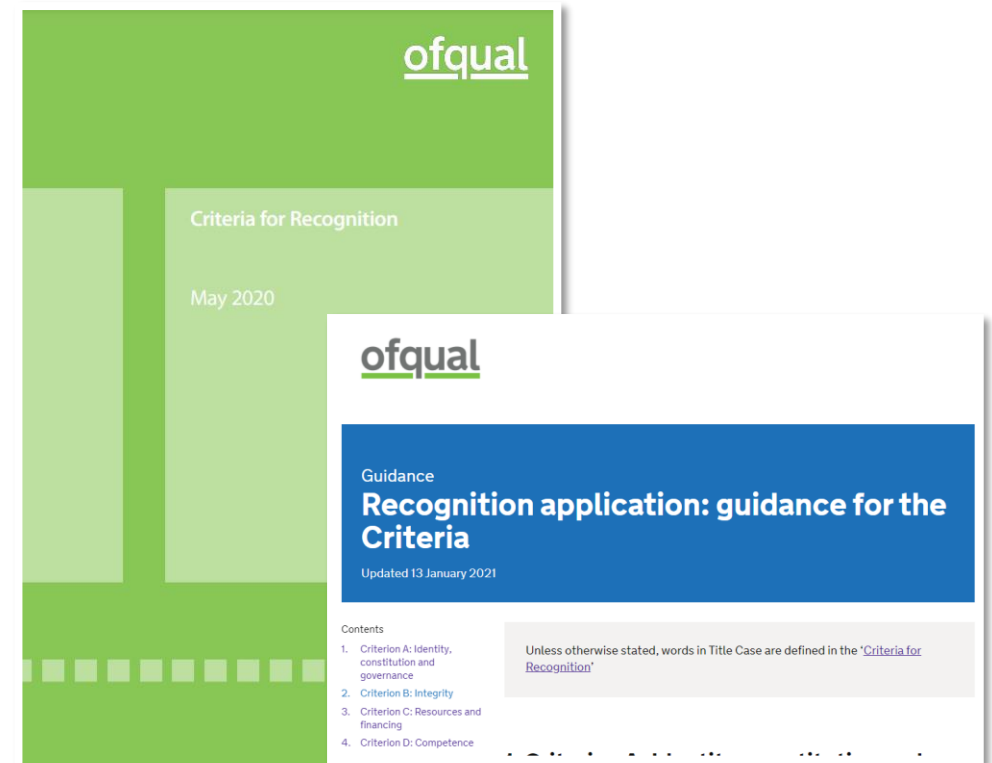 ofqual
Criteria for Recognition
May 2020
ofqual
Guidance
Recognition application: guidance for the
Criteria
Updated 13 January 2021
Contents
1. Criterion A: Identity,
constitution and
governance
2. Criterion B: Integrity
3. Criterion C: Resources and
financing
4. Criterion D: Competence
Unless otherwise stated, words in Title Case are defined in the ‘Criteria for
Recognition’